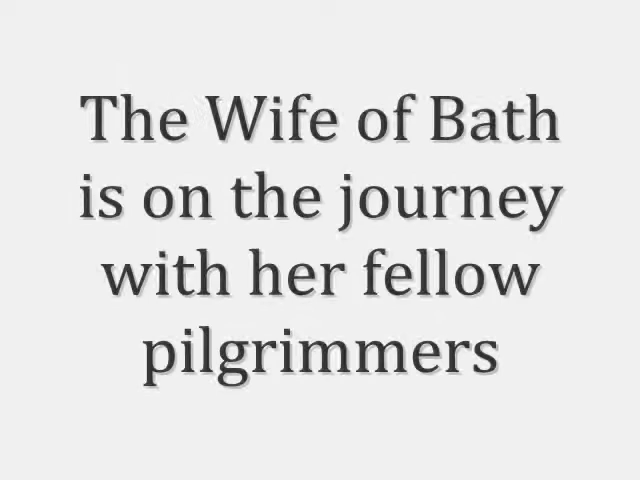 The Wife of Bath
is on the journey
with her fellow
pilgrimmers